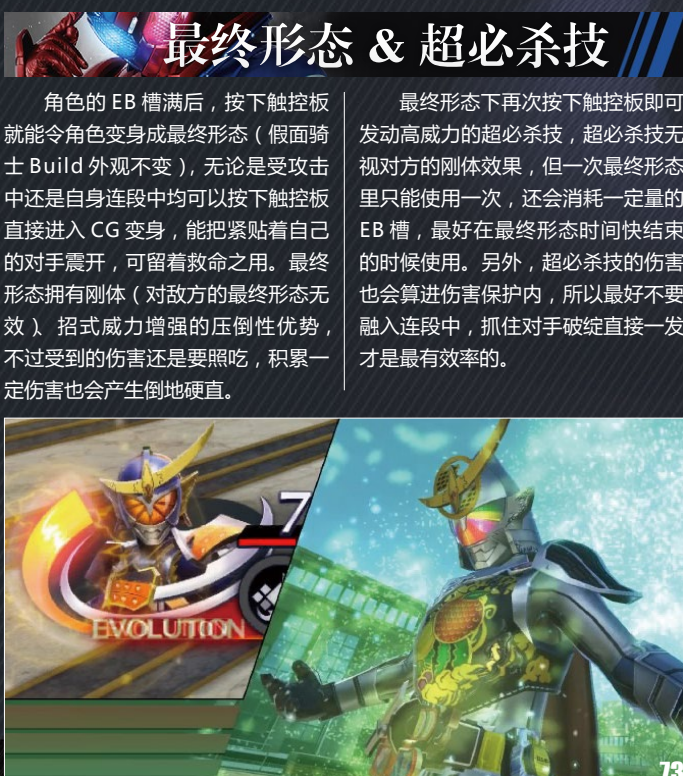 最终形态 & 超必杀技
角色的 EB 槽满后，按下触控板
就能令角色变身成最终形态（假面骑
士 Build 外观不变），无论是受攻击
中还是自身连段中均可以按下触控板
直接进入 CG 变身，能把紧贴着自己
的对手震开，可留着救命之用。最终
形态拥有刚体（对敌方的最终形态无
效）、招式威力增强的压倒性优势，
不过受到的伤害还是要照吃，积累一
定伤害也会产生倒地硬直。
最终形态下再次按下触控板即可
发动高威力的超必杀技，超必杀技无
视对方的刚体效果，但一次最终形态
里只能使用一次，还会消耗一定量的
EB 槽，最好在最终形态时间快结束
的时候使用。另外，超必杀技的伤害
也会算进伤害保护内，所以最好不要
融入连段中，抓住对手破绽直接一发
才是最有效率的。
7
EVOLUTION
73